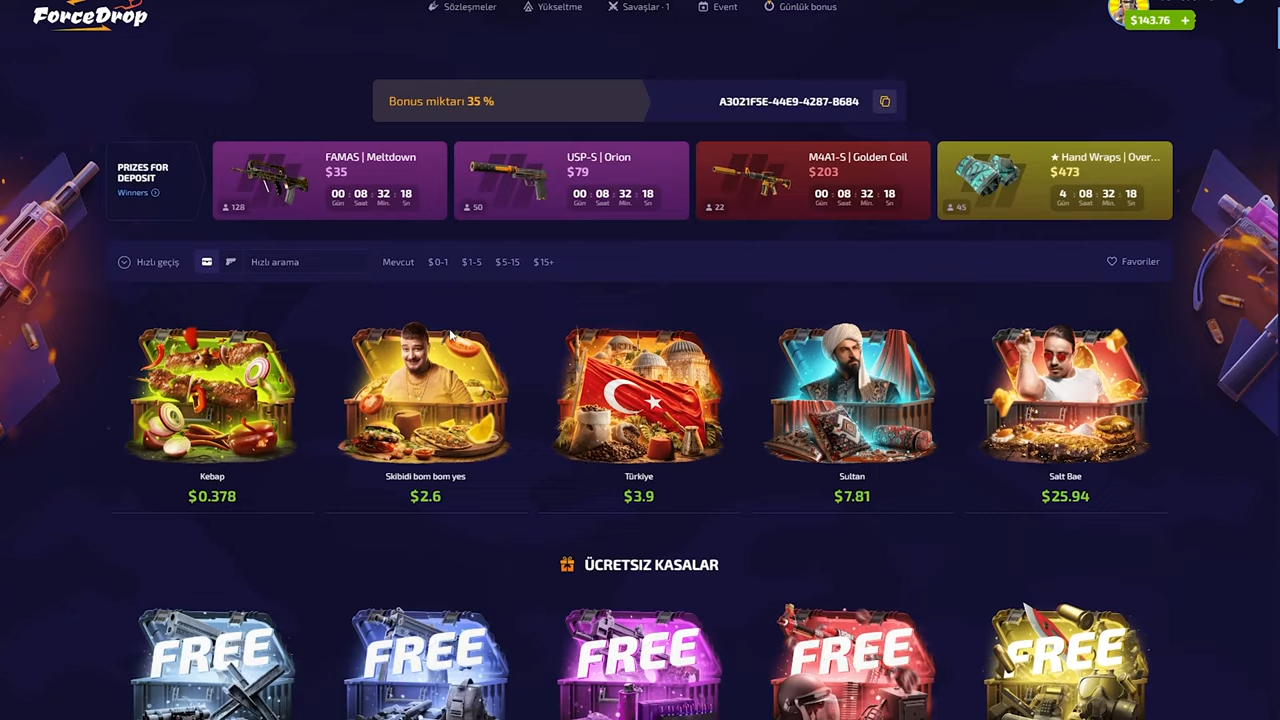 ForceDrop
Sözleşmeler
Yükseltme
Savaşlar · 1
Event
Günlük bonus
$143.76 +
Bonus miktarı 35 %
A3021F5E-44E9-4287-B684
PRIZES FOR
DEPOSIT
Winners
FAMAS | Meltdown
$35
00 : 08 : 32 : 18
Gün Saat Min. Sn
128
USP-S | Orion
$79
00 : 08 : 32 : 18
Gün Saat Min. Sn
50
M4A1-S | Golden Coil
$203
00 : 08 : 32 : 18
Gün Saat Min. Sn
22
★ Hand Wraps | Over...
$473
4 : 08 : 32 : 18
Gün Saat Min. Sn
45
Hızlı geçiş
Hızlı arama
Mevcut
$0-1
$1-5
$5-15
$15+
Favoriler
Kebap
$0.378
Skibidi bom bom yes
$2.6
Türkiye
$3.9
Sultan
$7.81
Salt Bae
$25.94
ÜCRETSIZ KASALAR
FREE
FREE
FREE
FREE
FREE